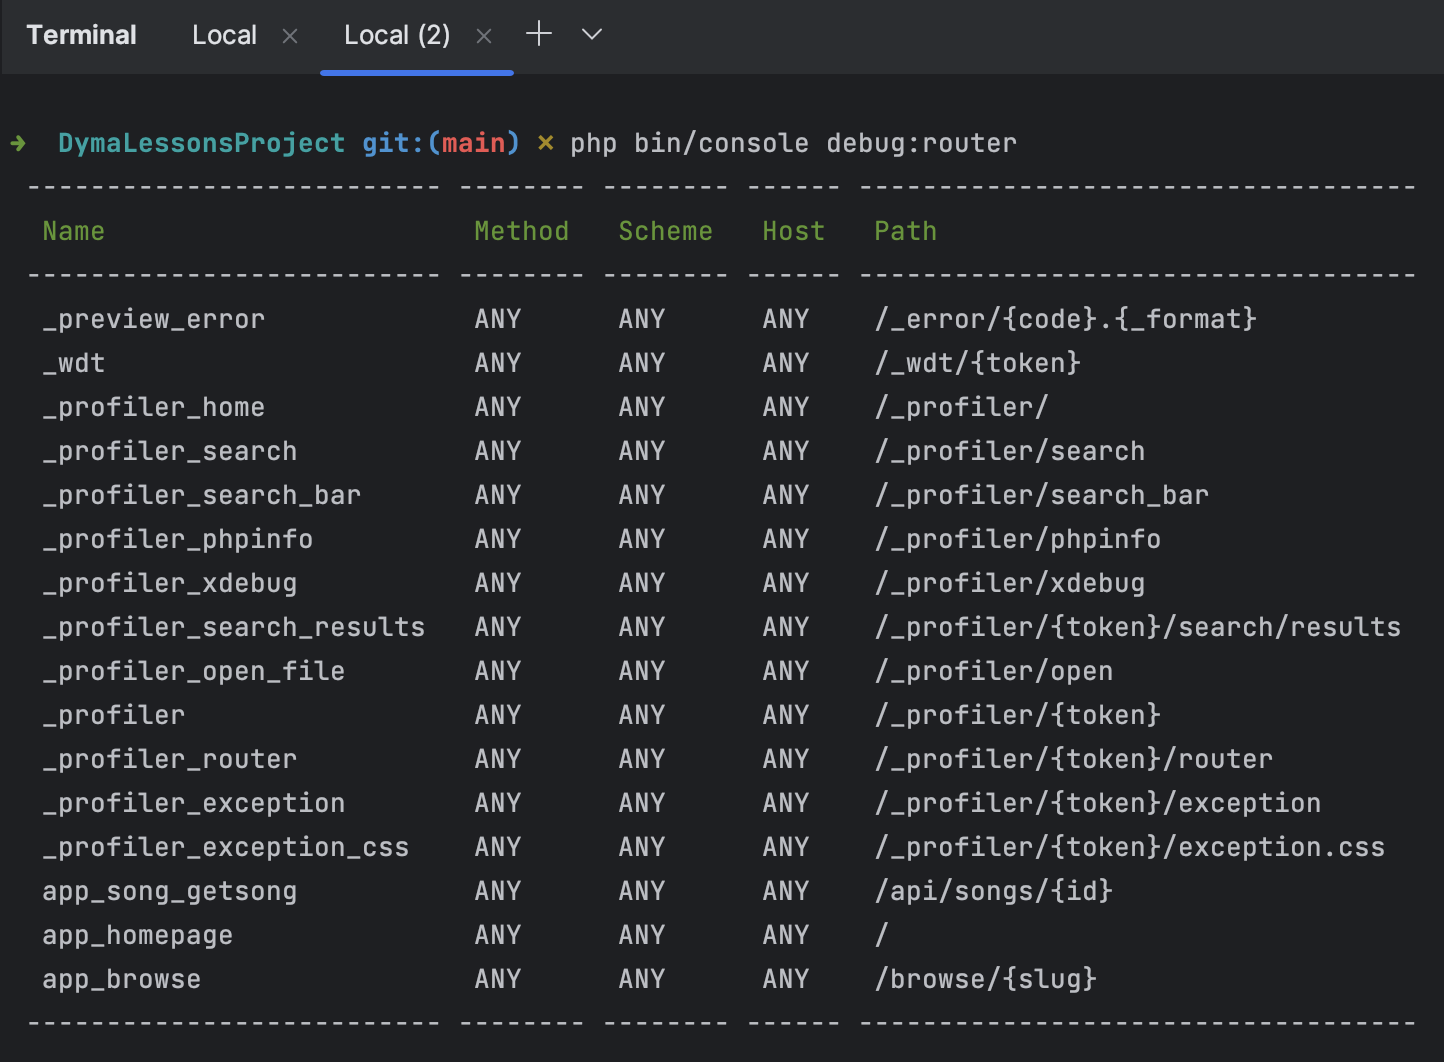 Terminal Local × Local (2) × +
➜ DymaLessonsProject git:(main) ✗ php bin/console debug:router
-------------------------- -------- -------- ------ -----------------------------------
Name Method Scheme Host Path
-------------------------- -------- -------- ------ -----------------------------------
_preview_error ANY ANY ANY /_error/{code}.{_format}
_wdt ANY ANY ANY /_wdt/{token}
_profiler_home ANY ANY ANY /_profiler/
_profiler_search ANY ANY ANY /_profiler/search
_profiler_search_bar ANY ANY ANY /_profiler/search_bar
_profiler_phpinfo ANY ANY ANY /_profiler/phpinfo
_profiler_xdebug ANY ANY ANY /_profiler/xdebug
_profiler_search_results ANY ANY ANY /_profiler/{token}/search/results
_profiler_open_file ANY ANY ANY /_profiler/open
_profiler ANY ANY ANY /_profiler/{token}
_profiler_router ANY ANY ANY /_profiler/{token}/router
_profiler_exception ANY ANY ANY /_profiler/{token}/exception
_profiler_exception_css ANY ANY ANY /_profiler/{token}/exception.css
app_song_getsong ANY ANY ANY /api/songs/{id}
app_homepage ANY ANY ANY /
app_browse ANY ANY ANY /browse/{slug}
-------------------------- -------- -------- ------ -----------------------------------